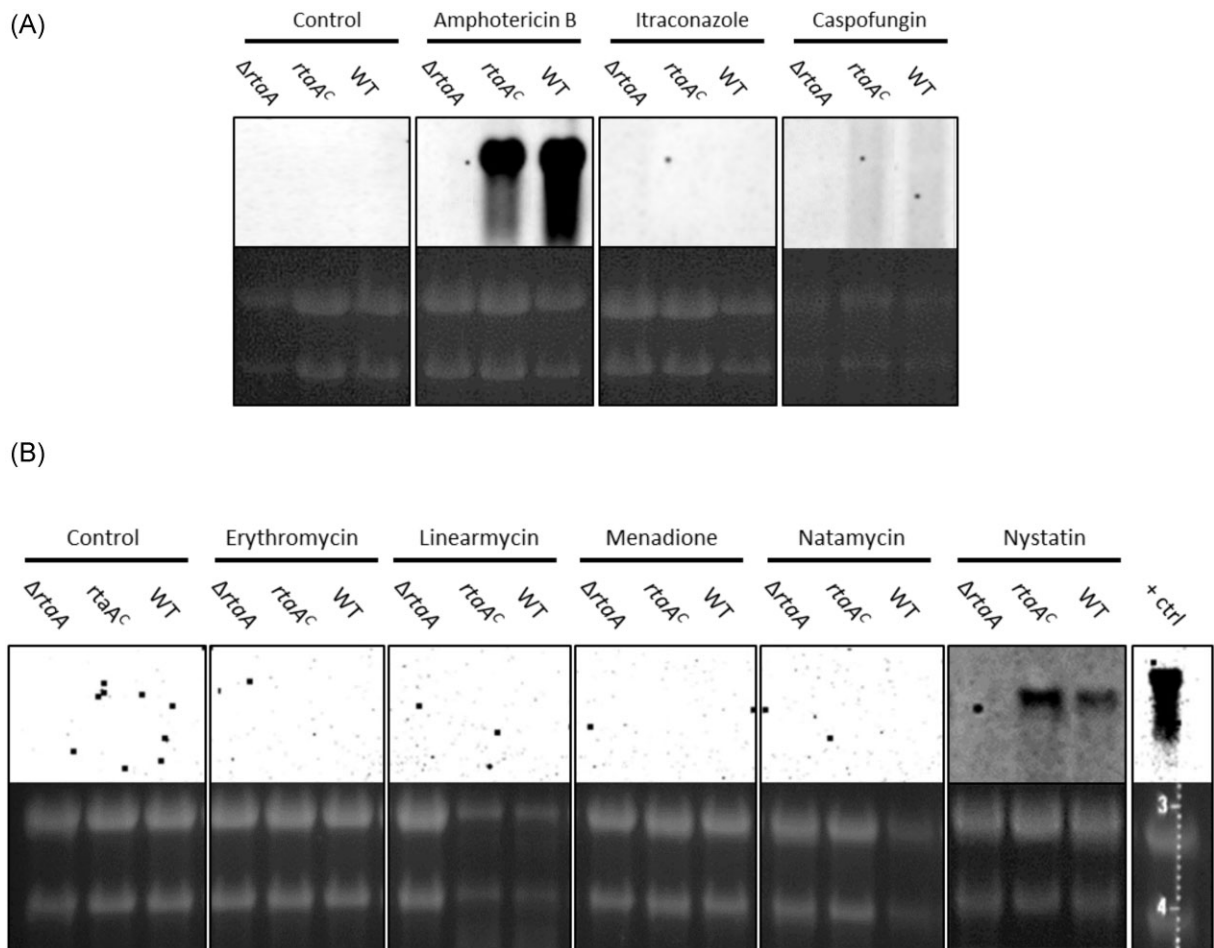 (A)
Control Amphotericin B Itraconazole Caspofungin
ΔrtaA rtaAᶜ WT ΔrtaA rtaAᶜ WT ΔrtaA rtaAᶜ WT ΔrtaA rtaAᶜ WT
(B)
Control Erythromycin Linearmycin Menadione Natamycin Nystatin
ΔrtaA rtaAᶜ WT ΔrtaA rtaAᶜ WT ΔrtaA rtaAᶜ WT ΔrtaA rtaAᶜ WT ΔrtaA rtaAᶜ WT ΔrtaA rtaAᶜ WT + ctrl
3
4